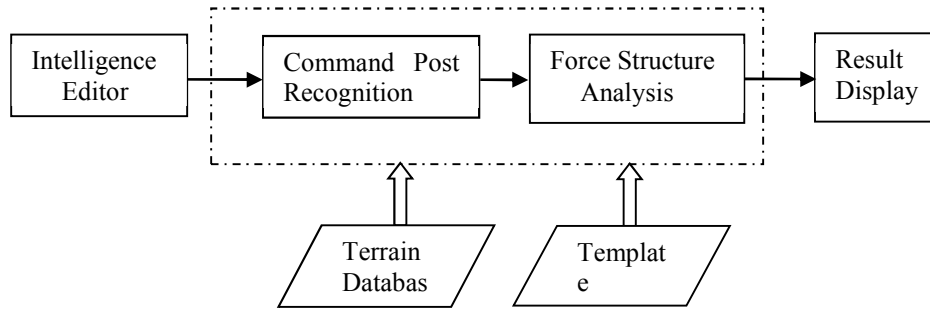 Intelligence
Editor
Command Post
Recognition
Force Structure
Analysis
Result
Display
Terrain
Databas
Templat
e